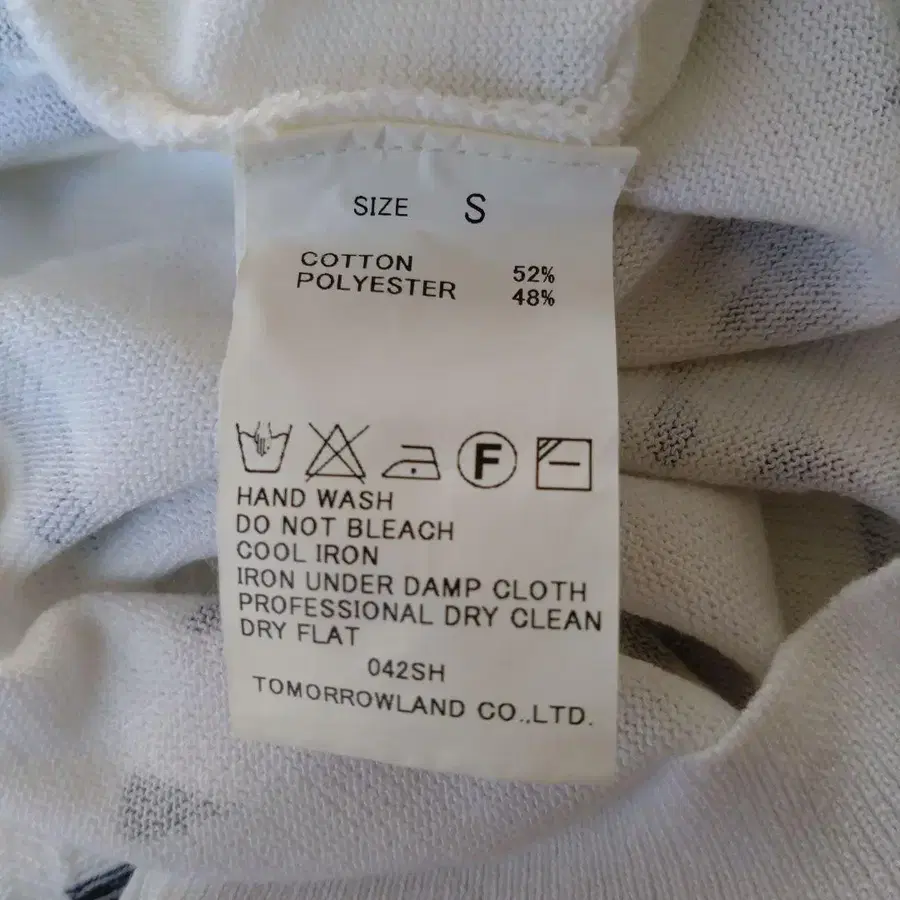 SIZE S
COTTON 52%
POLYESTER 48%
F
HAND WASH
DO NOT BLEACH
COOL IRON
IRON UNDER DAMP CLOTH
PROFESSIONAL DRY CLEAN
DRY FLAT
042SH
TOMORROWLAND CO.,LTD.